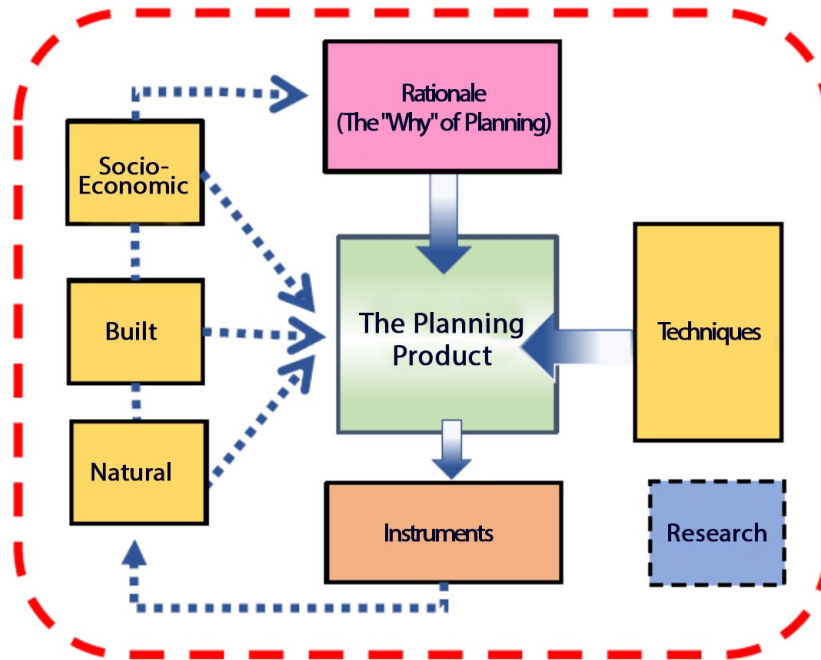 Rationale
(The "Why" of Planning)
Socio-
Economic
Built
The Planning
Product
Techniques
Natural
Instruments
Research